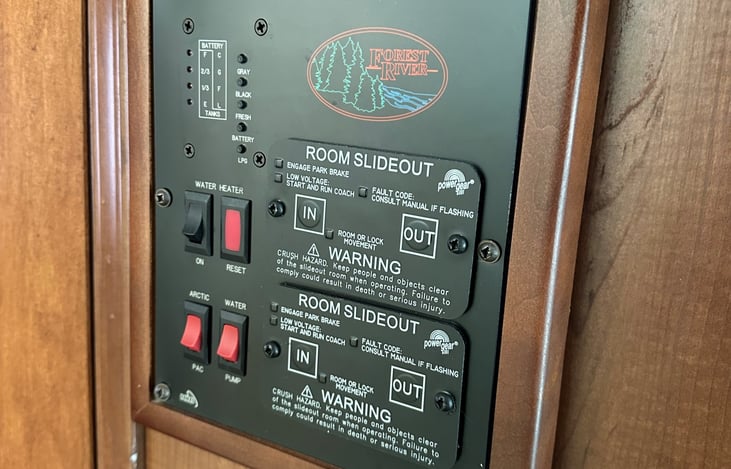 BATTERY
F C
2/3 G
1/3 F
E L
TANKS
GRAY
BLACK
FRESH
BATTERY
LPG
FOREST
RIVER
WATER HEATER
ON RESET
ARCTIC WATER
PAC PUMP
ROOM SLIDEOUT
ENGAGE PARK BRAKE
LOW VOLTAGE:
START AND RUN COACH
FAULT CODE:
CONSULT MANUAL IF FLASHING
powergear
IN
OUT
ROOM OR LOCK
MOVEMENT
WARNING
CRUSH HAZARD. Keep people and objects clear
of the slideout room when operating. Failure to
comply could result in death or serious injury.
ROOM SLIDEOUT
ENGAGE PARK BRAKE
LOW VOLTAGE:
START AND RUN COACH
FAULT CODE:
CONSULT MANUAL IF FLASHING
powergear
IN
OUT
ROOM OR LOCK
MOVEMENT
WARNING
CRUSH HAZARD. Keep people and objects clear
of the slideout room when operating. Failure to
comply could result in death or serious injury.